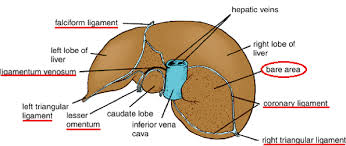 hepatic veins
falciform ligament
left lobe of
liver
right lobe of
liver
bare area
ligamentum venosum
left triangular
ligament
lesser
omentum
caudate lobe
inferior vena
cava
coronary ligament
right triangular ligament